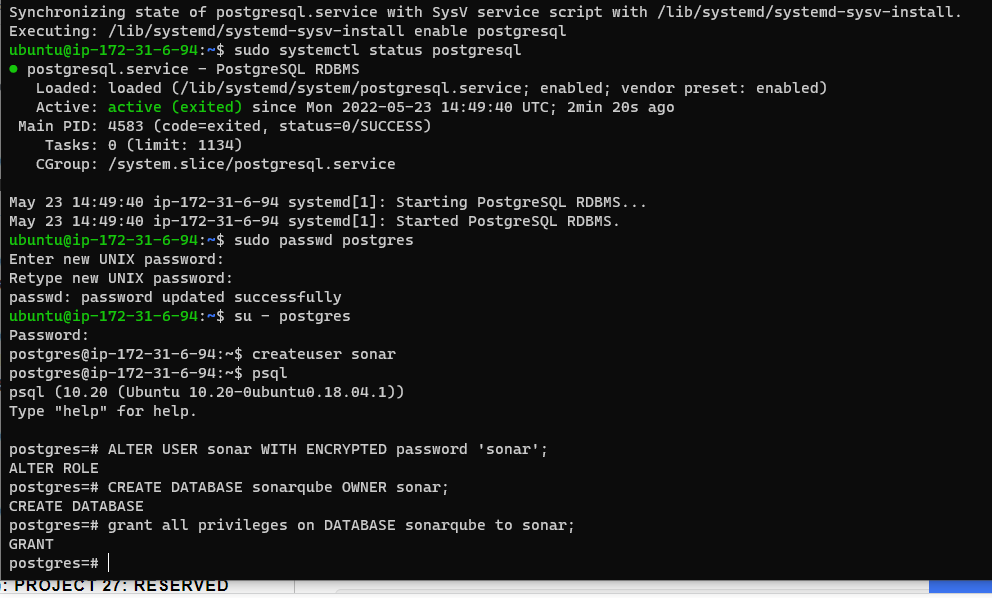 Synchronizing state of postgresql.service with SysV service script with /lib/systemd/systemd-sysv-install.
Executing: /lib/systemd/systemd-sysv-install enable postgresql
ubuntu@ip-172-31-6-94:~$ sudo systemctl status postgresql
● postgresql.service - PostgreSQL RDBMS
   Loaded: loaded (/lib/systemd/system/postgresql.service; enabled; vendor preset: enabled)
   Active: active (exited) since Mon 2022-05-23 14:49:40 UTC; 2min 20s ago
 Main PID: 4583 (code=exited, status=0/SUCCESS)
    Tasks: 0 (limit: 1134)
   CGroup: /system.slice/postgresql.service
May 23 14:49:40 ip-172-31-6-94 systemd[1]: Starting PostgreSQL RDBMS...
May 23 14:49:40 ip-172-31-6-94 systemd[1]: Started PostgreSQL RDBMS.
ubuntu@ip-172-31-6-94:~$ sudo passwd postgres
Enter new UNIX password:
Retype new UNIX password:
passwd: password updated successfully
ubuntu@ip-172-31-6-94:~$ su - postgres
Password:
postgres@ip-172-31-6-94:~$ createuser sonar
postgres@ip-172-31-6-94:~$ psql
psql (10.20 (Ubuntu 10.20-0ubuntu0.18.04.1))
Type "help" for help.
postgres=# ALTER USER sonar WITH ENCRYPTED password 'sonar';
ALTER ROLE
postgres=# CREATE DATABASE sonarqube OWNER sonar;
CREATE DATABASE
postgres=# grant all privileges on DATABASE sonarqube to sonar;
GRANT
postgres=#
: PROJECT 27: RESERVED